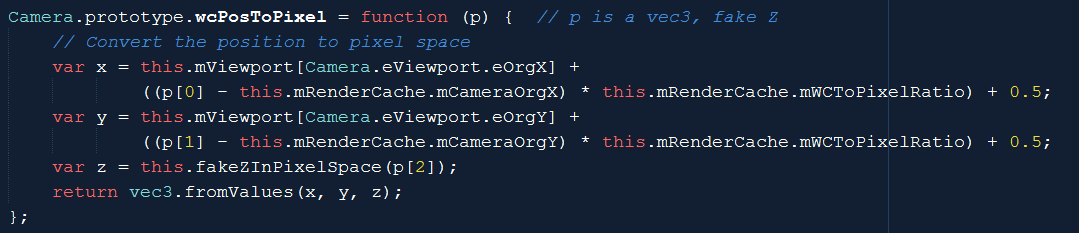 Camera.prototype.wcPosToPixel = function (p) {  // p is a vec3, fake Z
    // Convert the position to pixel space
    var x = this.mViewport[Camera.eViewport.eOrgX] +
            ((p[0] - this.mRenderCache.mCameraOrgX) * this.mRenderCache.mWCToPixelRatio) + 0.5;
    var y = this.mViewport[Camera.eViewport.eOrgY] +
            ((p[1] - this.mRenderCache.mCameraOrgY) * this.mRenderCache.mWCToPixelRatio) + 0.5;
    var z = this.fakeZInPixelSpace(p[2]);
    return vec3.fromValues(x, y, z);
};